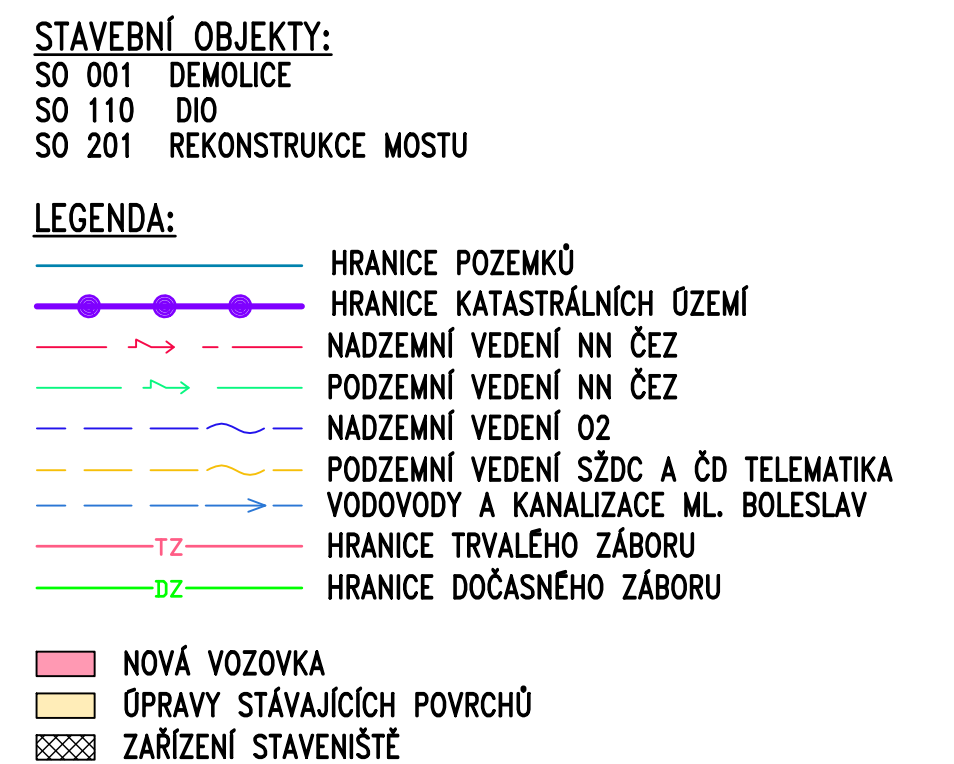 STAVEBNÍ OBJEKTY:
SO 001 DEMOLICE
SO 110 DIO
SO 201 REKONSTRUKCE MOSTU
LEGENDA:
HRANICE POZEMKŮ
HRANICE KATASTRÁLNÍCH ÚZEMÍ
NADZEMNÍ VEDENÍ NN ČEZ
PODZEMNÍ VEDENÍ NN ČEZ
NADZEMNÍ VEDENÍ O2
PODZEMNÍ VEDENÍ SŽDC A ČD TELEMATIKA
VODOVODY A KANALIZACE ML. BOLESLAV
TZ HRANICE TRVALÉHO ZÁBORU
DZ HRANICE DOČASNÉHO ZÁBORU
NOVÁ VOZOVKA
ÚPRAVY STÁVAJÍCÍCH POVRCHŮ
ZAŘÍZENÍ STAVENIŠTĚ